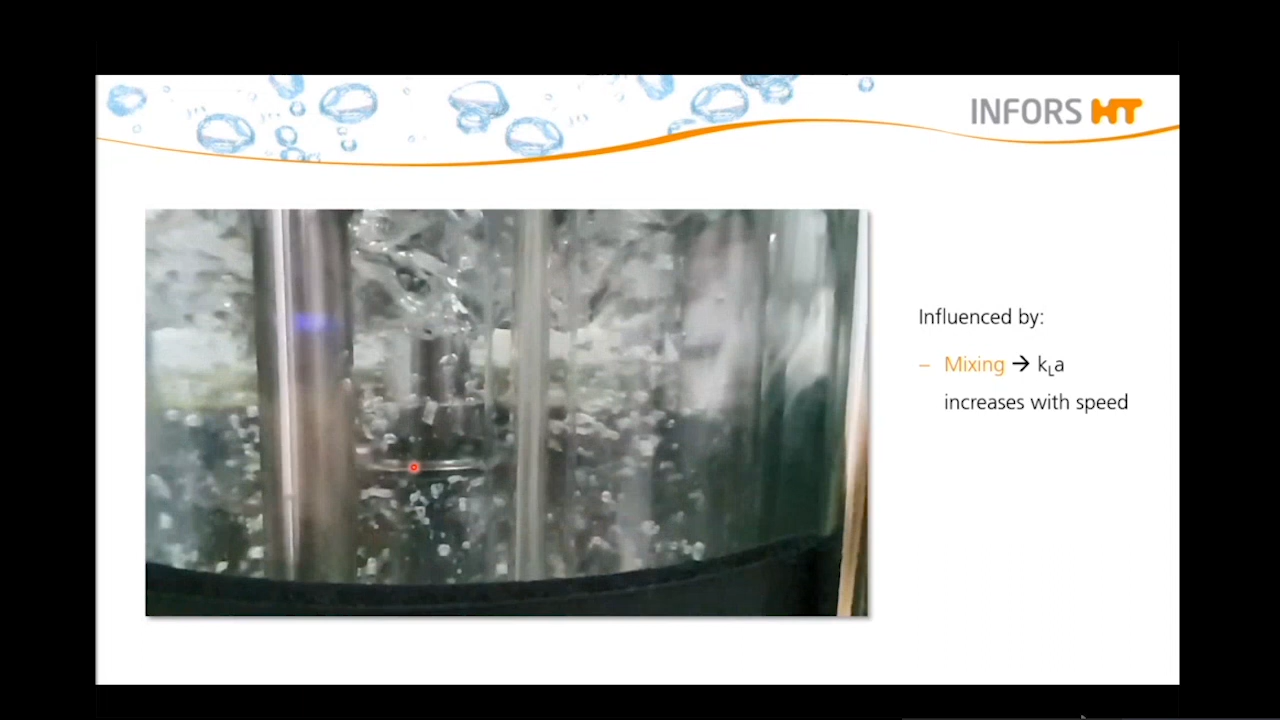 INFORS HT
Influenced by:
– Mixing → kLa
increases with speed